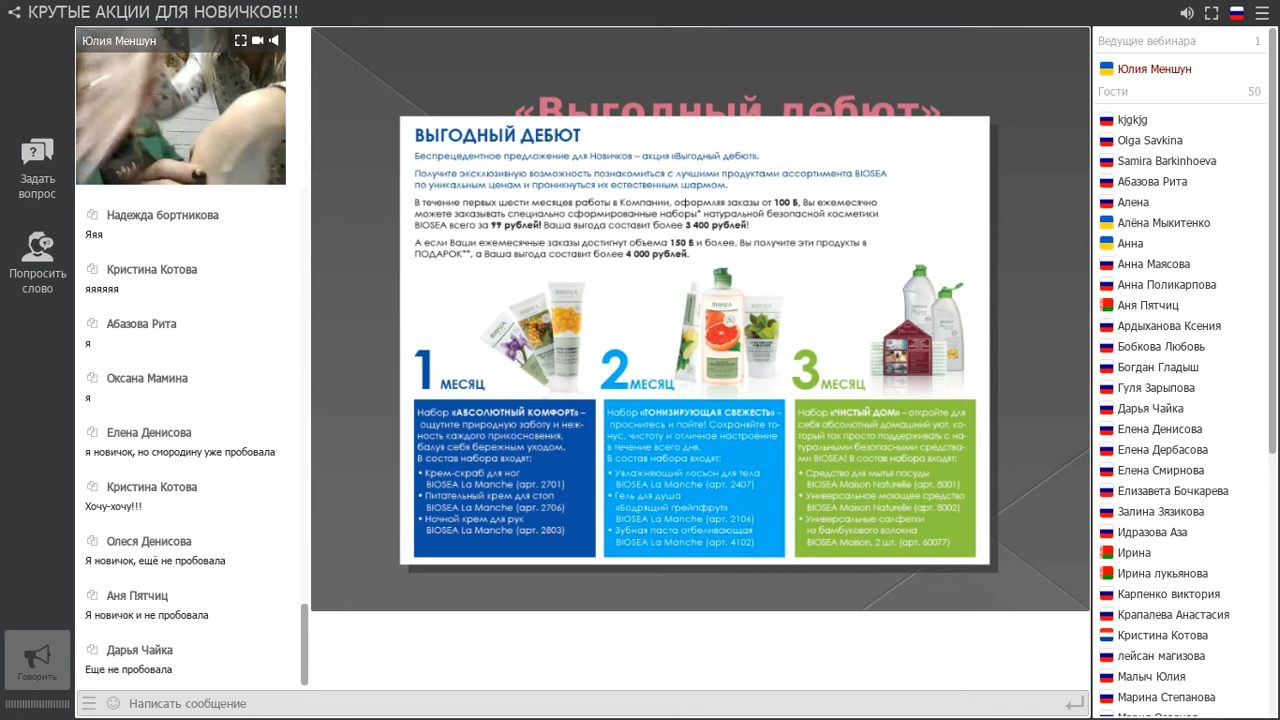 КРУТЫЕ АКЦИИ ДЛЯ НОВИЧКОВ!!!
Задать
вопрос
Попросить
слово
Говорить
Юлия Меншун
Надежда бортникова
Яяя
Кристина Котова
яяяяяя
Абазова Рита
я
Оксана Мамина
я
Елена Денисова
я новичок, но смородину уже пробовала
Кристина Котова
Хочу-хочу!!!
Олеся Денисова
Я новичок, ещё не пробовала
Аня Пятчиц
Я новичок и не пробовала
Дарья Чайка
Еще не пробовала
Написать сообщение
«Выгодный дебют»
ВЫГОДНЫЙ ДЕБЮТ
Беспрецедентное предложение для Новичков – акция «Выгодный дебют».
Получите эксклюзивную возможность познакомиться с лучшими продуктами ассортимента BIOSEA
по уникальным ценам и проникнуться их естественным шармом.
В течение первых шести месяцев работы в Компании, оформляя заказы от 100 Б, Вы ежемесячно
можете заказывать специально сформированные наборы* натуральной безопасной косметики
BIOSEA всего за 99 рублей! Ваша выгода составит более 3 400 рублей!
А если Ваши ежемесячные заказы достигнут объема 150 Б и более, Вы получите эти продукты в
ПОДАРОК**, а Ваша выгода составит более 4 000 рублей.
1 МЕСЯЦ
Набор «АБСОЛЮТНЫЙ КОМФОРТ» –
ощутите природную заботу и неж-
ность каждого прикосновения,
балуя себя бережным уходом.
В состав набора входят:
• Крем-скраб для ног
BIOSEA La Manche (арт. 2701)
• Питательный крем для стоп
BIOSEA La Manche (арт. 2706)
• Ночной крем для рук
BIOSEA La Manche (арт. 2803)
2 МЕСЯЦ
Набор «ТОНИЗИРУЮЩАЯ СВЕЖЕСТЬ» –
проснитесь и пойте! Сохраняйте то-
нус, чистоту и отличное настроение
в течение всего дня.
В состав набора входят:
• Увлажняющий лосьон для тела
BIOSEA La Manche (арт. 2407)
• Гель для душа
«Бодрящий грейпфрут»
BIOSEA La Manche (арт. 2106)
• Зубная паста отбеливающая
BIOSEA La Manche (арт. 4102)
3 МЕСЯЦ
Набор «ЧИСТЫЙ ДОМ» – откройте для
себя абсолютный домашний уют, ко-
торый так просто поддерживать с на-
туральными безопасными средства-
ми BIOSEA! В состав набора входят:
• Средство для мытья посуды
BIOSEA Maison Naturelle (арт. 8001)
• Универсальное моющее средство
BIOSEA Maison Naturelle (арт. 8002)
• Универсальные салфетки
из бамбукового волокна
BIOSEA Maison, 2 шт. (арт. 60077)
Ведущие вебинара 1
Юлия Меншун
Гости 50
kjgkjg
Olga Savkina
Samira Barkinhoeva
Абазова Рита
Алена
Алёна Мыкитенко
Анна
Анна Маясова
Анна Поликарпова
Аня Пятчиц
Ардыханова Ксения
Бобкова Любовь
Богдан Гладыш
Гуля Зарыпова
Дарья Чайка
Елена Денисова
Елена Дербасова
Елена Смирнова
Елизавета Бочкарева
Залина Зязикова
Идразова Аза
Ирина
Ирина лукьянова
Карпенко виктория
Крапалева Анастасия
Кристина Котова
лейсан магизова
Малыч Юлия
Марина Степанова